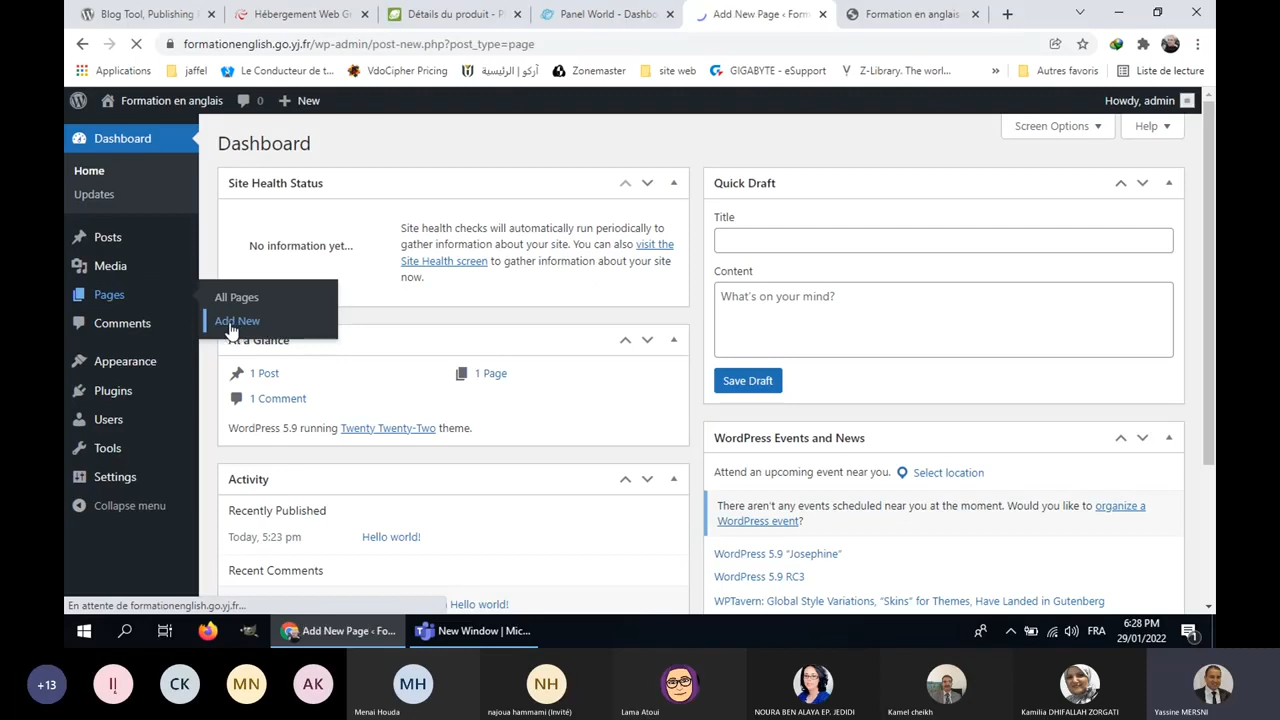 Blog Tool, Publishing
Hébergement Web G
Détails du produit - P
Panel World - Dashbo
Add New Page ‹ Form
Formation en anglais
formationenglish.go.yj.fr/wp-admin/post-new.php?post_type=page
Applications
jaffel
Le Conducteur de t...
VdoCipher Pricing
آركو | الرئيسية
Zonemaster
site web
GIGABYTE - eSupport
Z-Library. The worl...
»
Autres favoris
Liste de lecture
Formation en anglais
0
New
Howdy, admin
Dashboard
Home
Updates
Posts
Media
Pages
Comments
Appearance
Plugins
Users
Tools
Settings
Collapse menu
All Pages
Add New
Dashboard
Screen Options
Help
Site Health Status
No information yet...
Site health checks will automatically run periodically to
gather information about your site. You can also visit the
Site Health screen to gather information about your site
now.
At a Glance
1 Post
1 Page
1 Comment
WordPress 5.9 running Twenty Twenty-Two theme.
Activity
Recently Published
Today, 5:23 pm
Hello world!
Recent Comments
Hello world!
Quick Draft
Title
Content
What's on your mind?
Save Draft
WordPress Events and News
Attend an upcoming event near you.
Select location
There aren't any events scheduled near you at the moment. Would you like to organize a
WordPress event?
WordPress 5.9 “Josephine”
WordPress 5.9 RC3
WPTavern: Global Style Variations, “Skins” for Themes, Have Landed in Gutenberg
En attente de formationenglish.go.yj.fr...
Add New Page ‹ Fo...
New Window | Mic...
FRA
6:28 PM
29/01/2022
1
+13
CK
MN
AK
MH
NH
Menai Houda
najoua hammami (Invité)
Lama Atoui
NOURA BEN ALAYA EP. JEDIDI
Kamel cheikh
Kamilia DHIFALLAH ZORGATI
Yassine MERSNI